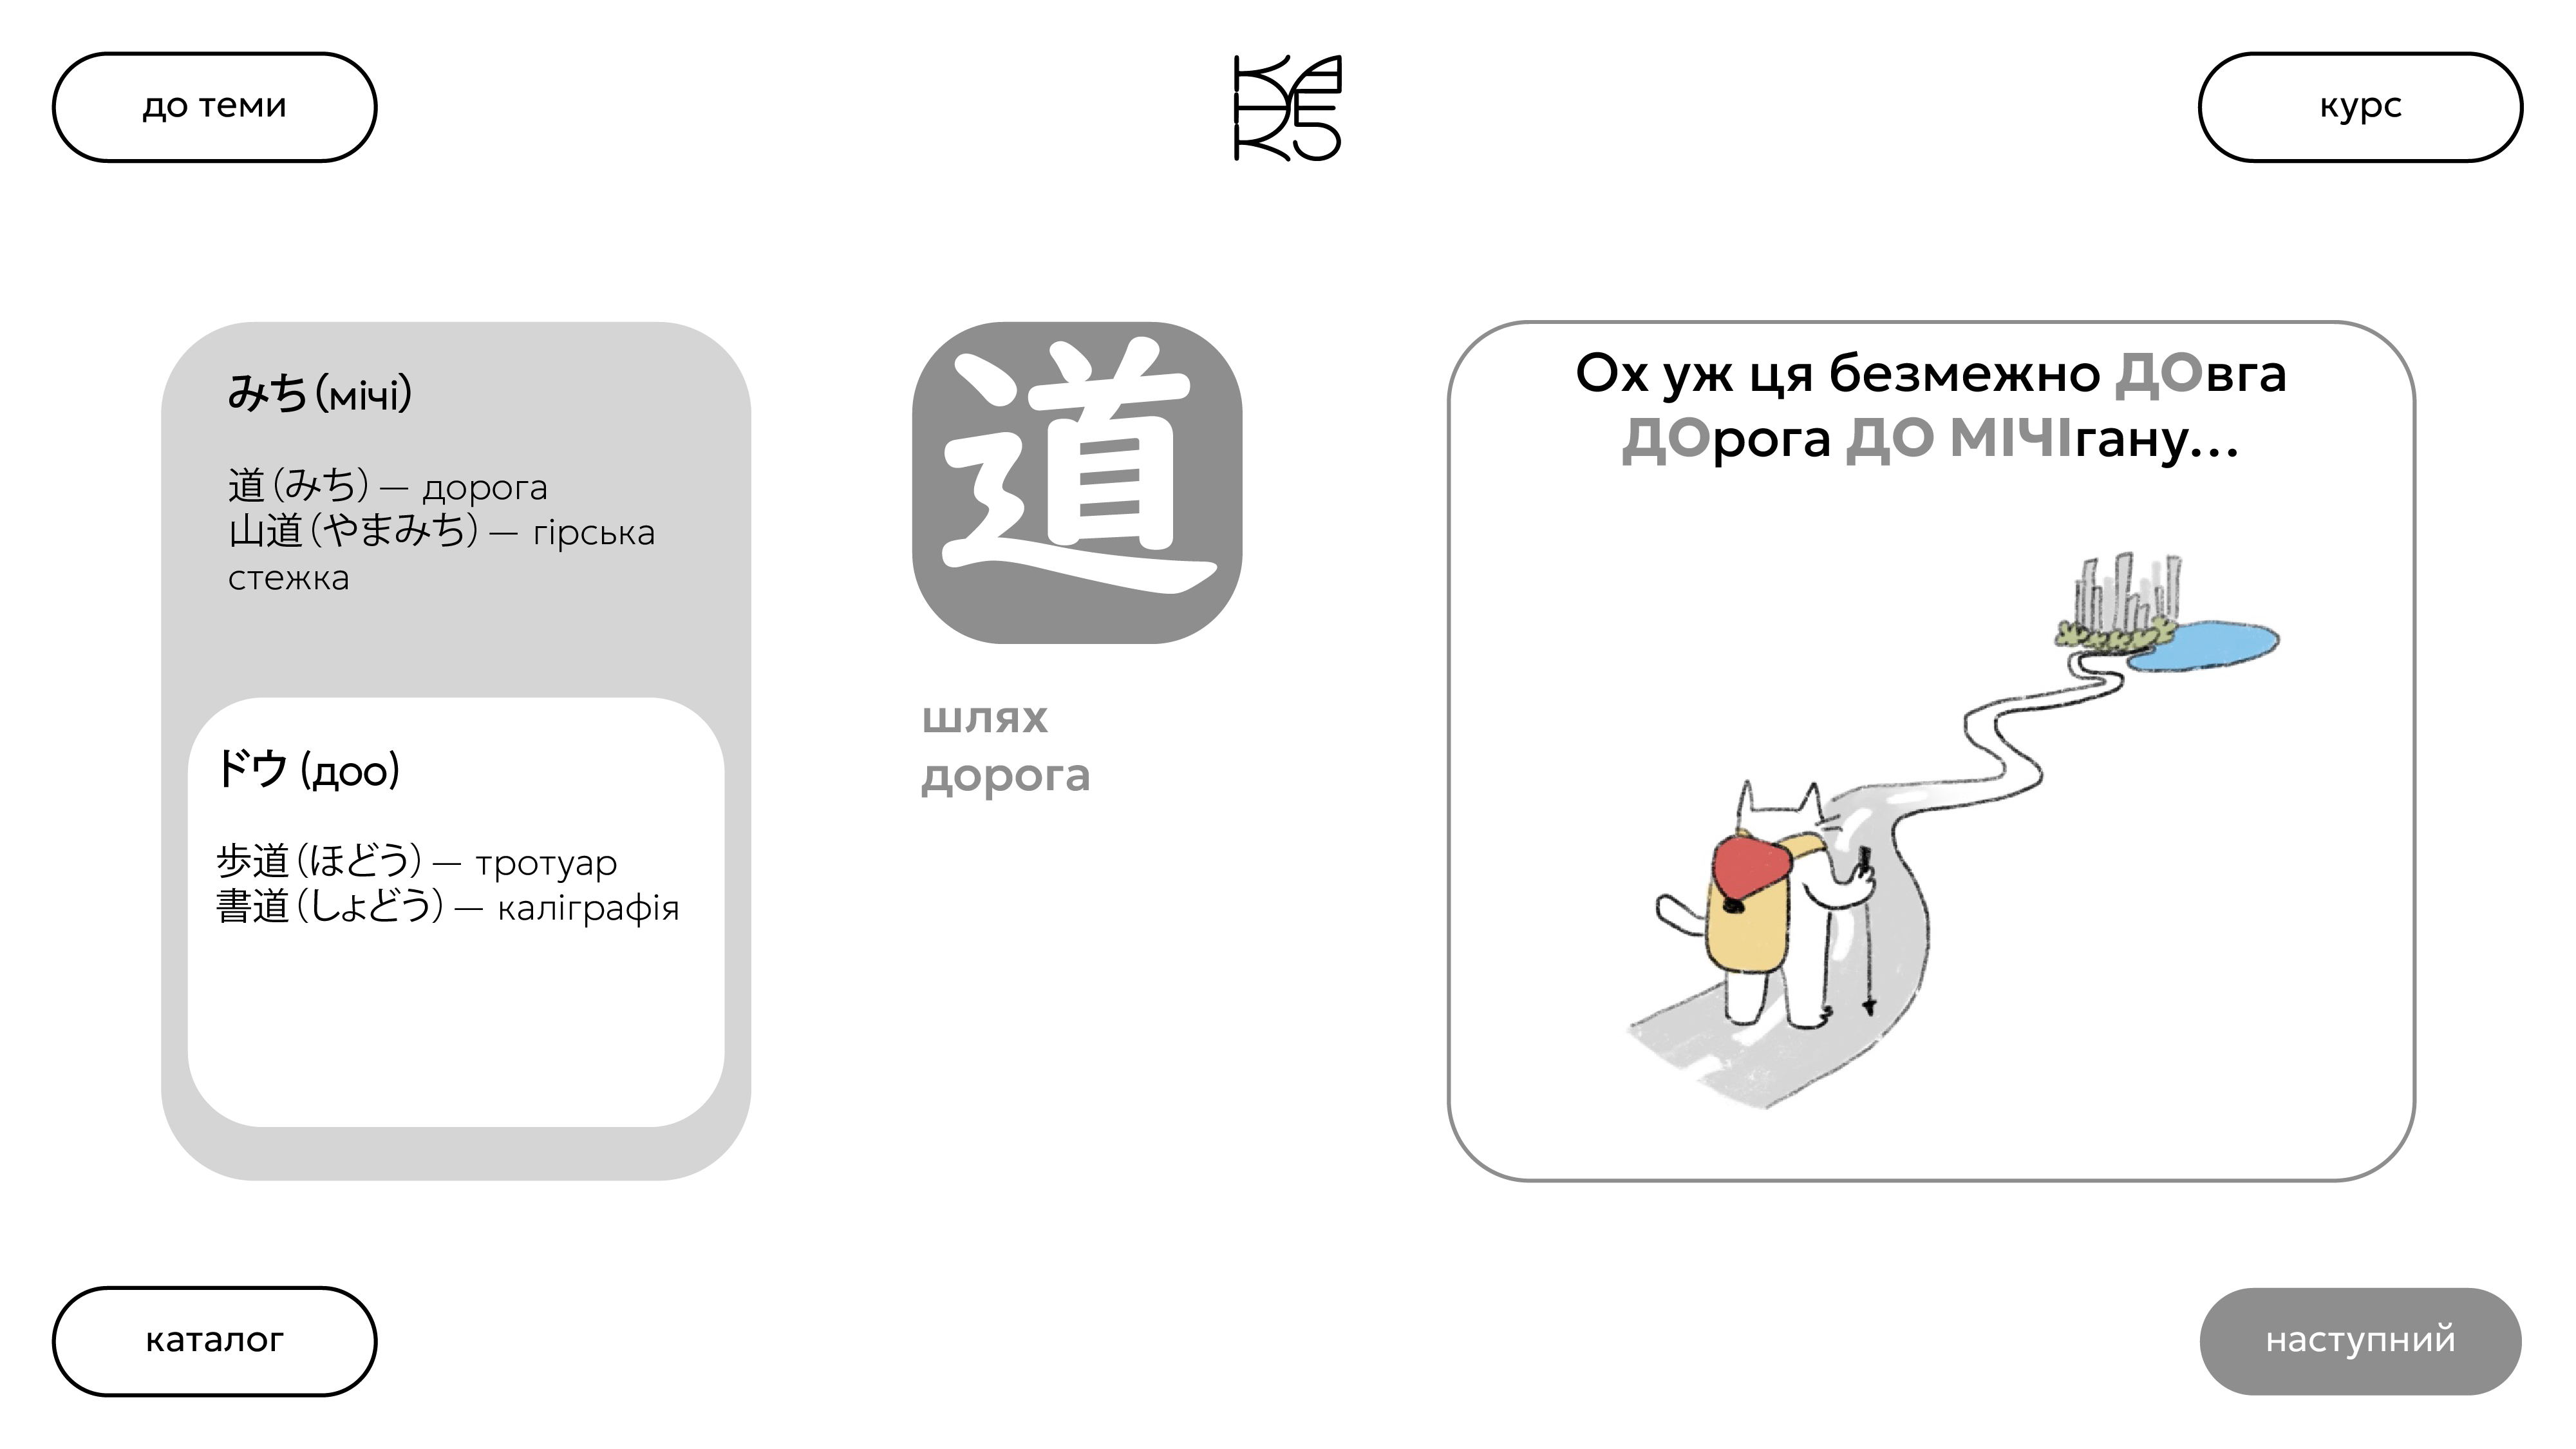 до теми
курс
みち (мічі)
道 (みち) — дорога
山道 (やまみち) — гірська
стежка
ドウ (доо)
歩道 (ほどう) — тротуар
書道 (しょどう) — каліграфія
道
шлях
дорога
Ох уж ця безмежно ДОвга
ДОрога ДО МІЧІгану...
каталог
наступний